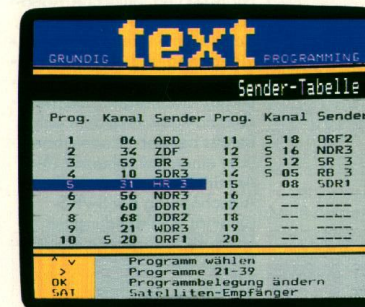 GRUNDIG text PROGRAMMING
Sender-Tabelle
Prog. Kanal Sender Prog. Kanal Sender
1 06 ARD 11 S 18 ORF2
2 34 ZDF 12 S 16 NDR3
3 59 BR 3 13 S 12 SR 3
4 10 SDR3 14 S 05 RB 3
5 31 HR 3 15 08 SDR1
6 56 NDR3 16 -- ----
7 60 DDR1 17 -- ----
8 68 DDR2 18 -- ----
9 21 WDR3 19 -- ----
10 S 20 ORF1 20 -- ----
^ v Programm wählen
> Programme 21-39
OK Programmbelegung ändern
SAT Satelliten-Empfänger